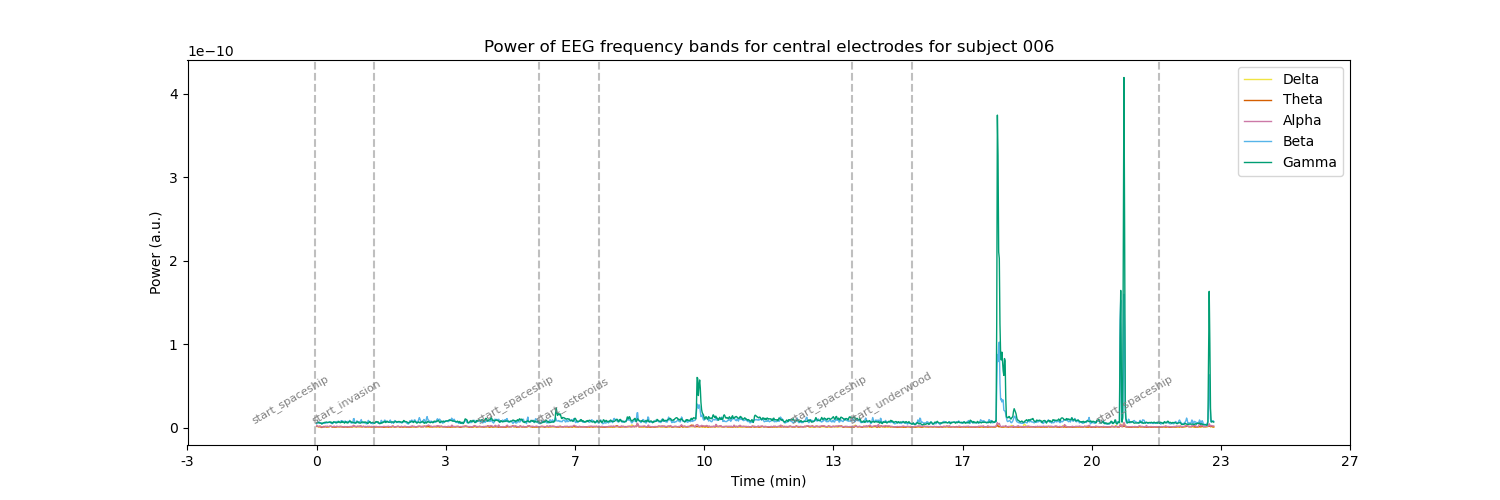 Power of EEG frequency bands for central electrodes for subject 006
1e−10
Delta
Theta
Alpha
Beta
Gamma
4
3
2
1
0
Power (a.u.)
start_spaceship
start_invasion
start_spaceship
start_asteroids
start_spaceship
start_underwood
start_spaceship
-3 0 3 7 10 13 17 20 23 27
Time (min)